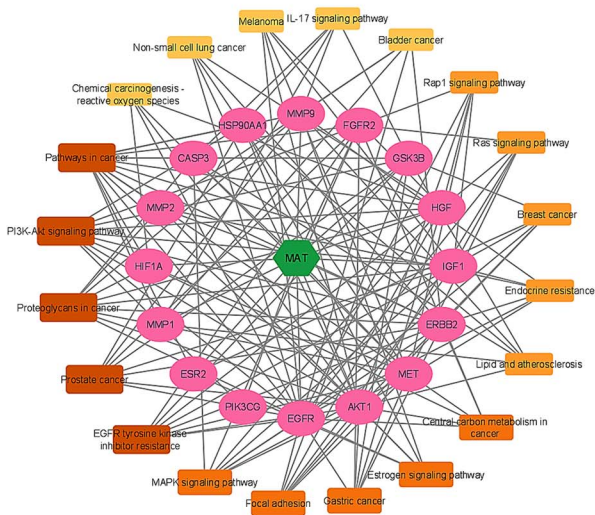 Melanoma
IL-17 signaling pathway
Non-small cell lung cancer
Bladder cancer
Rap1 signaling pathway
Chemical carcinogenesis -
reactive oxygen species
MMP9
HSP90AA1
FGFR2
Ras signaling pathway
Pathways in cancer
CASP3
GSK3B
MMP2
HGF
Breast cancer
PI3K-Akt signaling pathway
HIF1A
MAT
IGF1
Endocrine resistance
Proteoglycans in cancer
MMP1
ERBB2
Lipid and atherosclerosis
Prostate cancer
ESR2
MET
PIK3CG
EGFR
AKT1
Central carbon metabolism in
cancer
EGFR tyrosine kinase
inhibitor resistance
MAPK signaling pathway
Estrogen signaling pathway
Focal adhesion
Gastric cancer